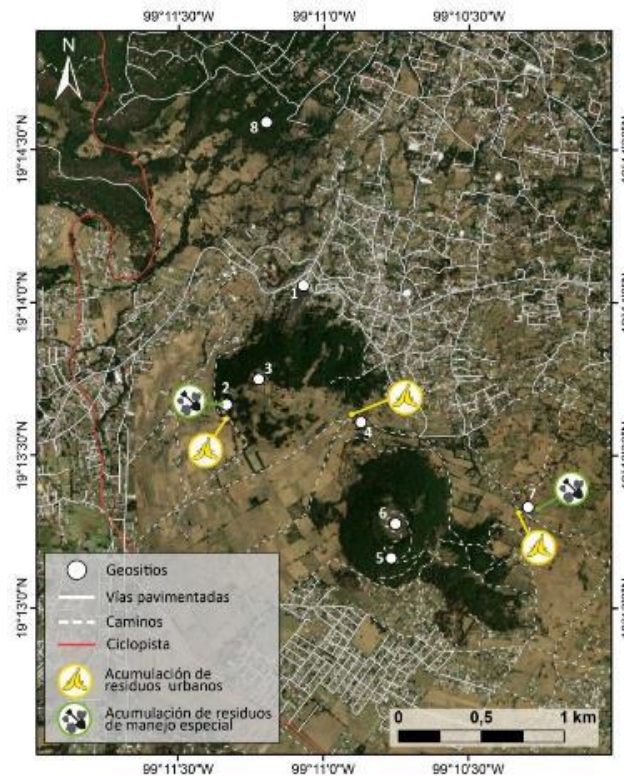 99°11'30"W 99°11'0"W 99°10'30"W
N
8
19°14'30"N
19°14'0"N
1
3
2
4
19°13'30"N
7
6
5
Geositios
Vías pavimentadas
Caminos
Ciclopista
Acumulación de
residuos urbanos
Acumulación de residuos
de manejo especial
19°13'0"N
0 0,5 1 km
99°11'30"W 99°11'0"W 99°10'30"W